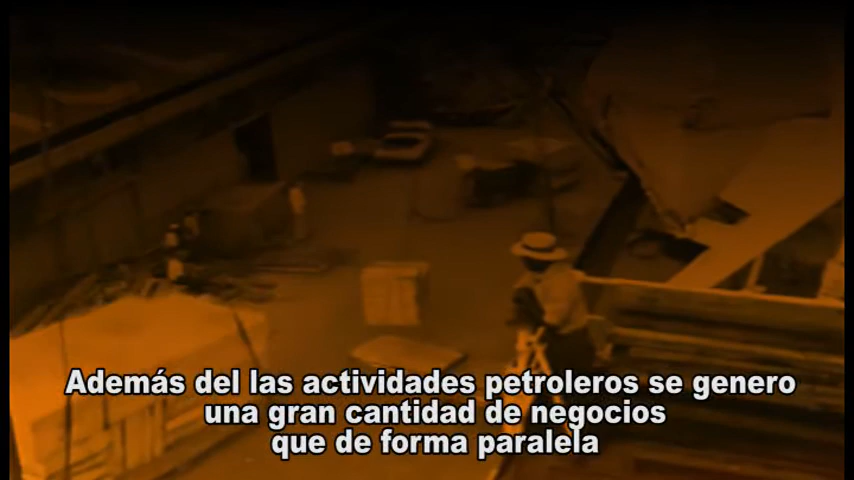 Además del las actividades petroleros se genero
una gran cantidad de negocios
que de forma paralela